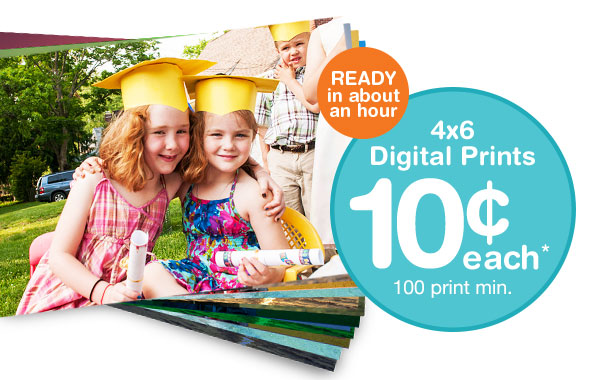 READY
in about
an hour
4x6
Digital Prints
10¢
each*
100 print min.